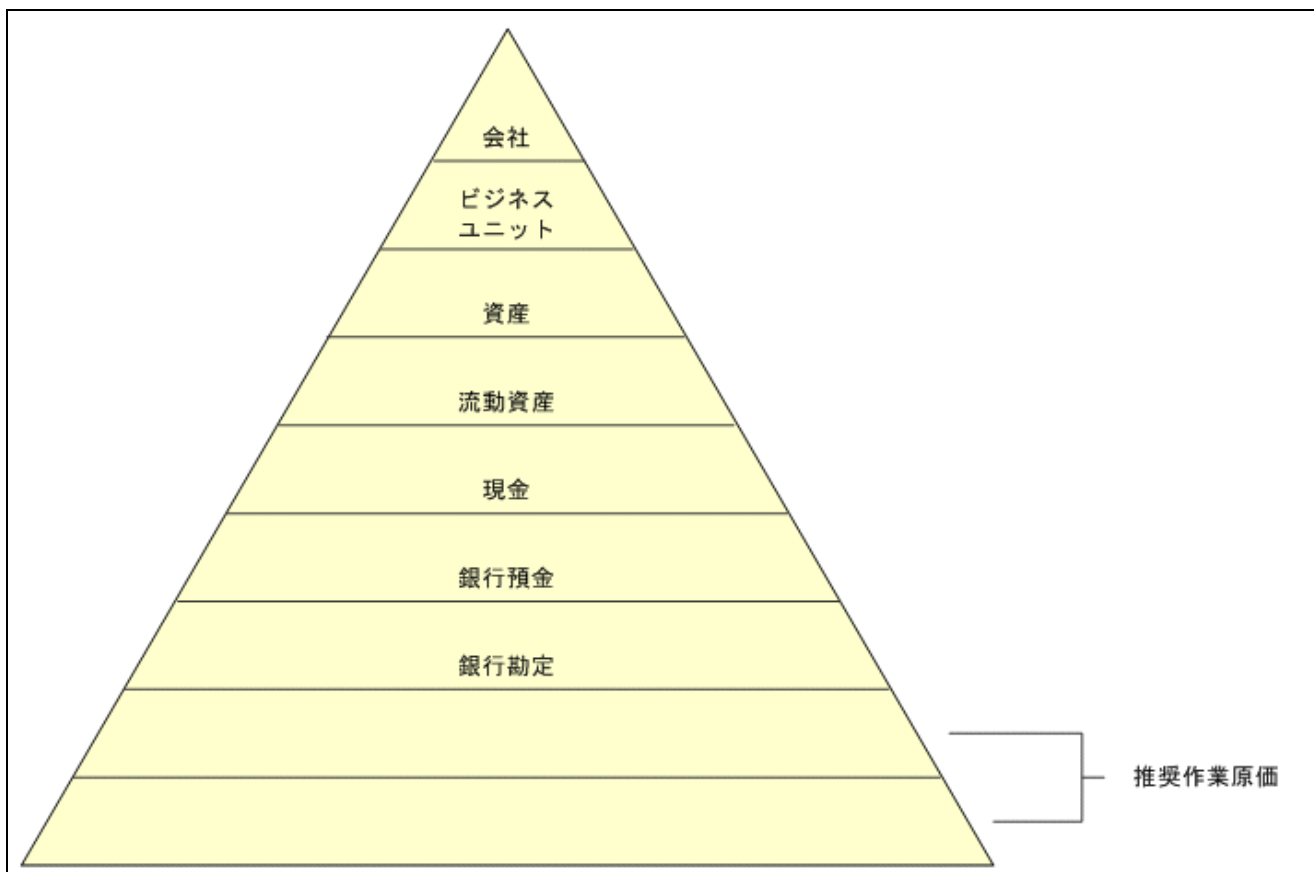 会社
ビジネス
ユニット
資産
流動資産
現金
銀行預金
銀行勘定
推奨作業原価